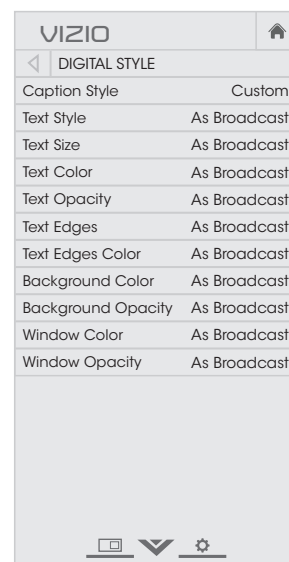 VIZIO
DIGITAL STYLE
Caption Style Custom
Text Style As Broadcast
Text Size As Broadcast
Text Color As Broadcast
Text Opacity As Broadcast
Text Edges As Broadcast
Text Edges Color As Broadcast
Background Color As Broadcast
Background Opacity As Broadcast
Window Color As Broadcast
Window Opacity As Broadcast